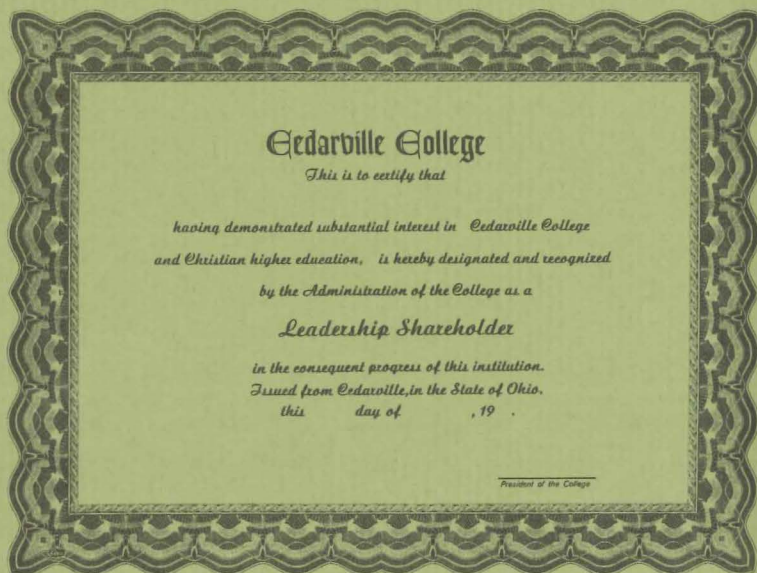 Cedarville College
This is to certify that
having demonstrated substantial interest in Cedarville College
and Christian higher education, is hereby designated and recognized
by the Administration of the College as a
Leadership Shareholder
in the consequent progress of this institution.
Issued from Cedarville, in the State of Ohio.
this day of , 19 .
President of the College